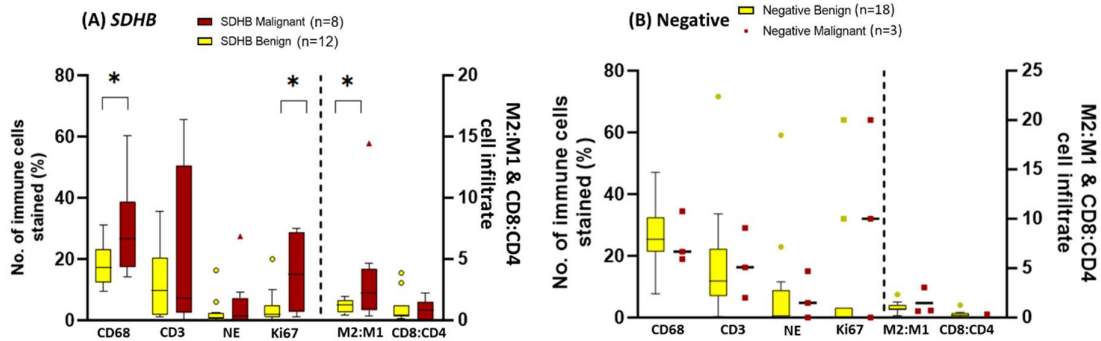 (A) SDHB
SDHB Malignant (n=8)
SDHB Benign (n=12)
No. of immune cells
stained (%)
80
60
40
20
0
* * *
CD68 CD3 NE Ki67 M2:M1 CD8:CD4
20
15
10
5
0
M2:M1 & CD8:CD4
cell infiltrate
(B) Negative
Negative Benign (n=18)
Negative Malignant (n=3)
No. of immune cells
stained (%)
80
60
40
20
0
CD68 CD3 NE Ki67 M2:M1 CD8:CD4
25
20
15
10
5
0
M2:M1 & CD8:CD4
cell infiltrate